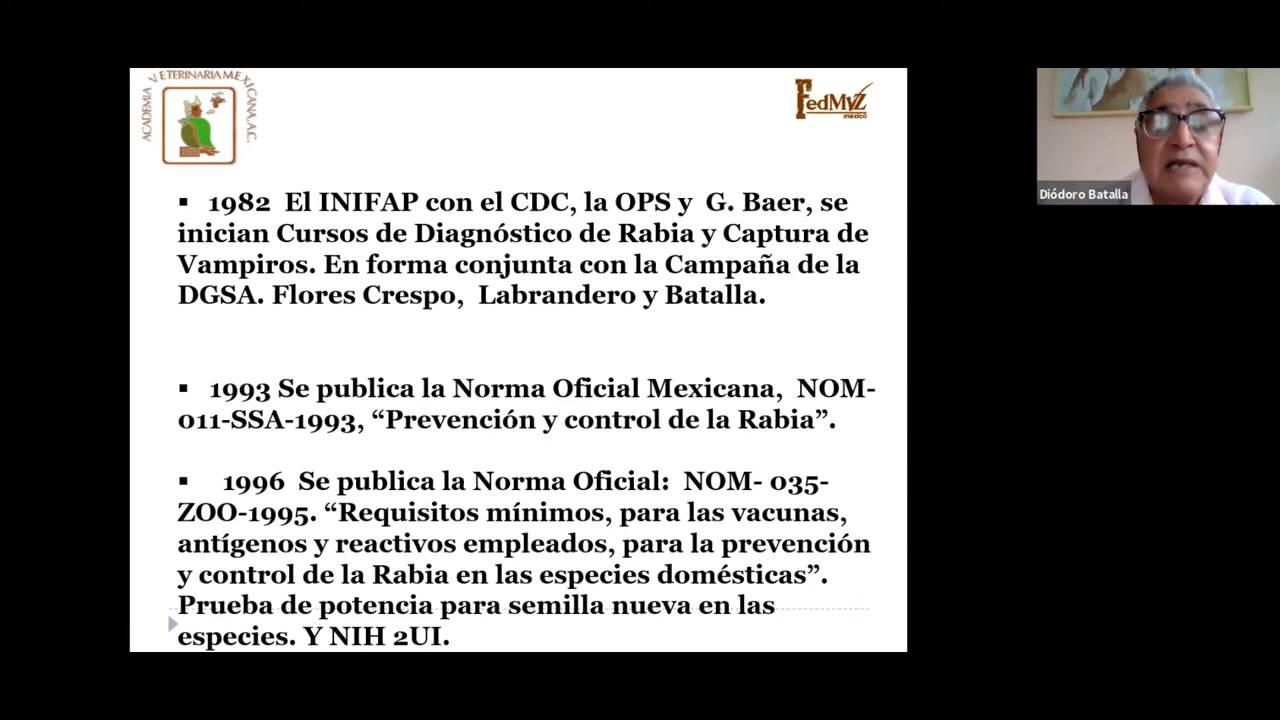 ACADEMIA VETERINARIA MEXICANA, A.C.
FedMVZ
méxico
▪ 1982 El INIFAP con el CDC, la OPS y G. Baer, se
inician Cursos de Diagnóstico de Rabia y Captura de
Vampiros. En forma conjunta con la Campaña de la
DGSA. Flores Crespo, Labrandero y Batalla.
▪ 1993 Se publica la Norma Oficial Mexicana, NOM-
011-SSA-1993, “Prevención y control de la Rabia”.
▪ 1996 Se publica la Norma Oficial: NOM- 035-
ZOO-1995. “Requisitos mínimos, para las vacunas,
antígenos y reactivos empleados, para la prevención
y control de la Rabia en las especies domésticas”.
Prueba de potencia para semilla nueva en las
especies. Y NIH 2UI.
Diódoro Batalla